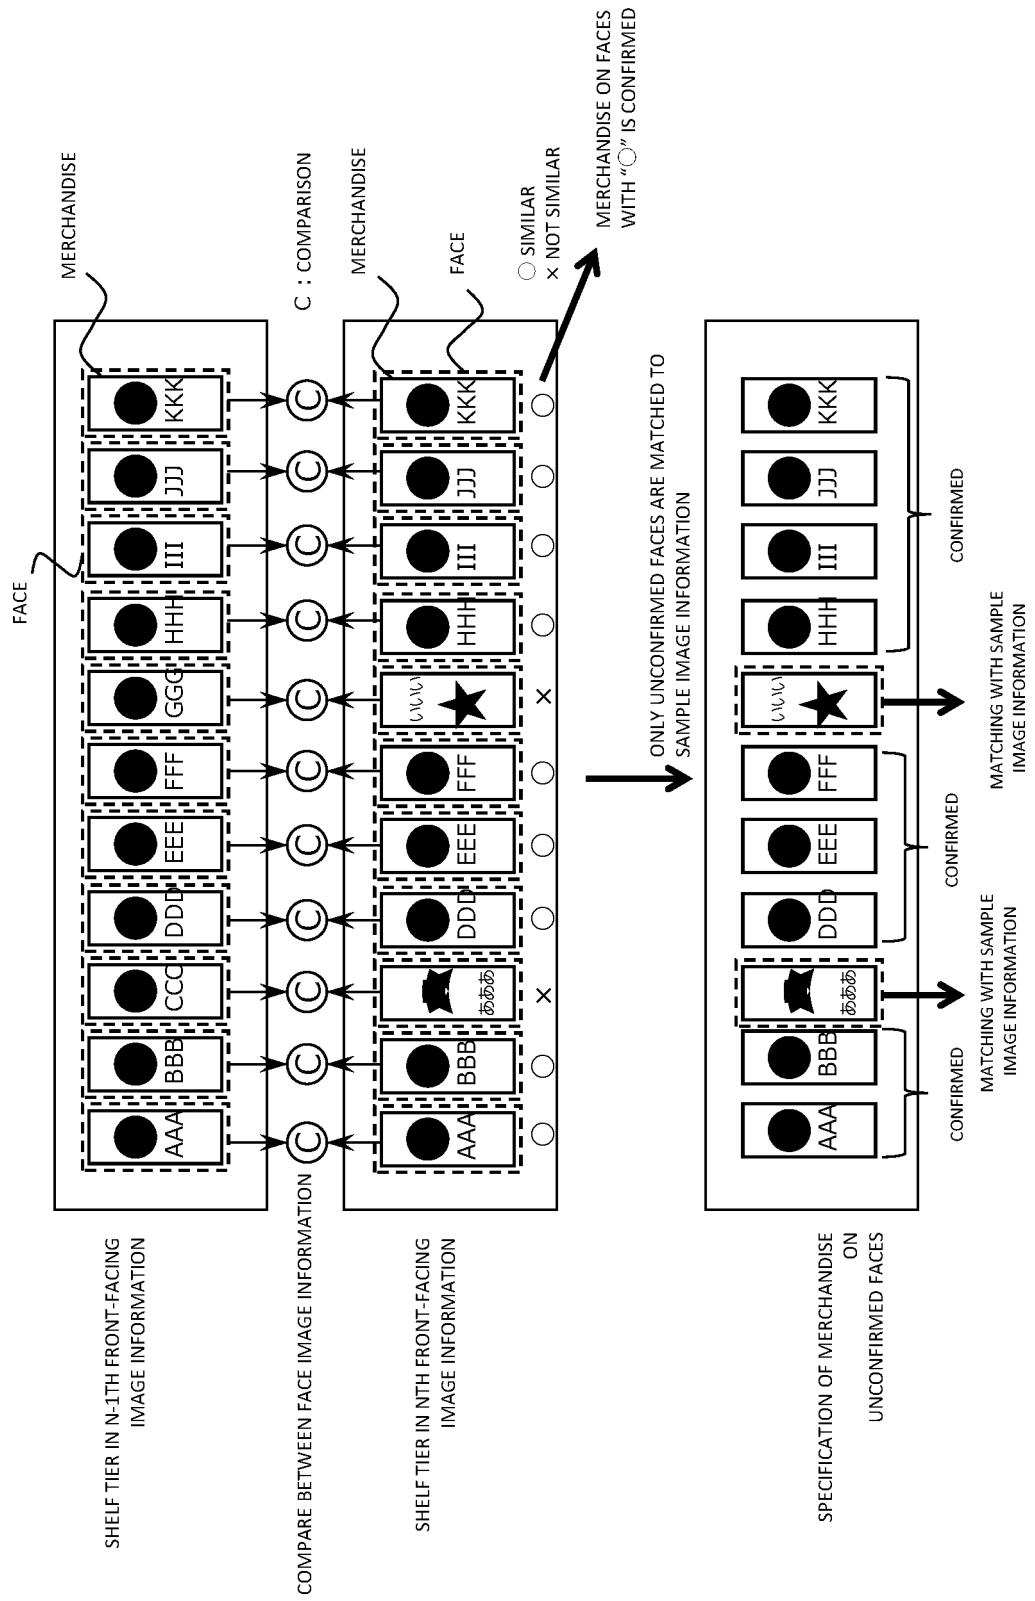 FACE
MERCHANDISE
SHELF TIER IN N-1TH FRONT-FACING
IMAGE INFORMATION
AAA
BBB
CCC
DDD
EEE
FFF
GGG
HHH
III
JJJ
KKK
COMPARE BETWEEN FACE IMAGE INFORMATION
C
C
C
C
C
C
C
C
C
C
C
C : COMPARISON
MERCHANDISE
FACE
SHELF TIER IN NTH FRONT-FACING
IMAGE INFORMATION
AAA
BBB
あああ
DDD
EEE
FFF
いいい
HHH
III
JJJ
KKK
○ ○ × ○ ○ ○ × ○ ○ ○ ○
○ SIMILAR
× NOT SIMILAR
MERCHANDISE ON FACES
WITH “○” IS CONFIRMED
ONLY UNCONFIRMED FACES ARE MATCHED TO
SAMPLE IMAGE INFORMATION
SPECIFICATION OF MERCHANDISE
ON
UNCONFIRMED FACES
AAA
BBB
あああ
DDD
EEE
FFF
いいい
HHH
III
JJJ
KKK
CONFIRMED
CONFIRMED
CONFIRMED
MATCHING WITH SAMPLE
IMAGE INFORMATION
MATCHING WITH SAMPLE
IMAGE INFORMATION